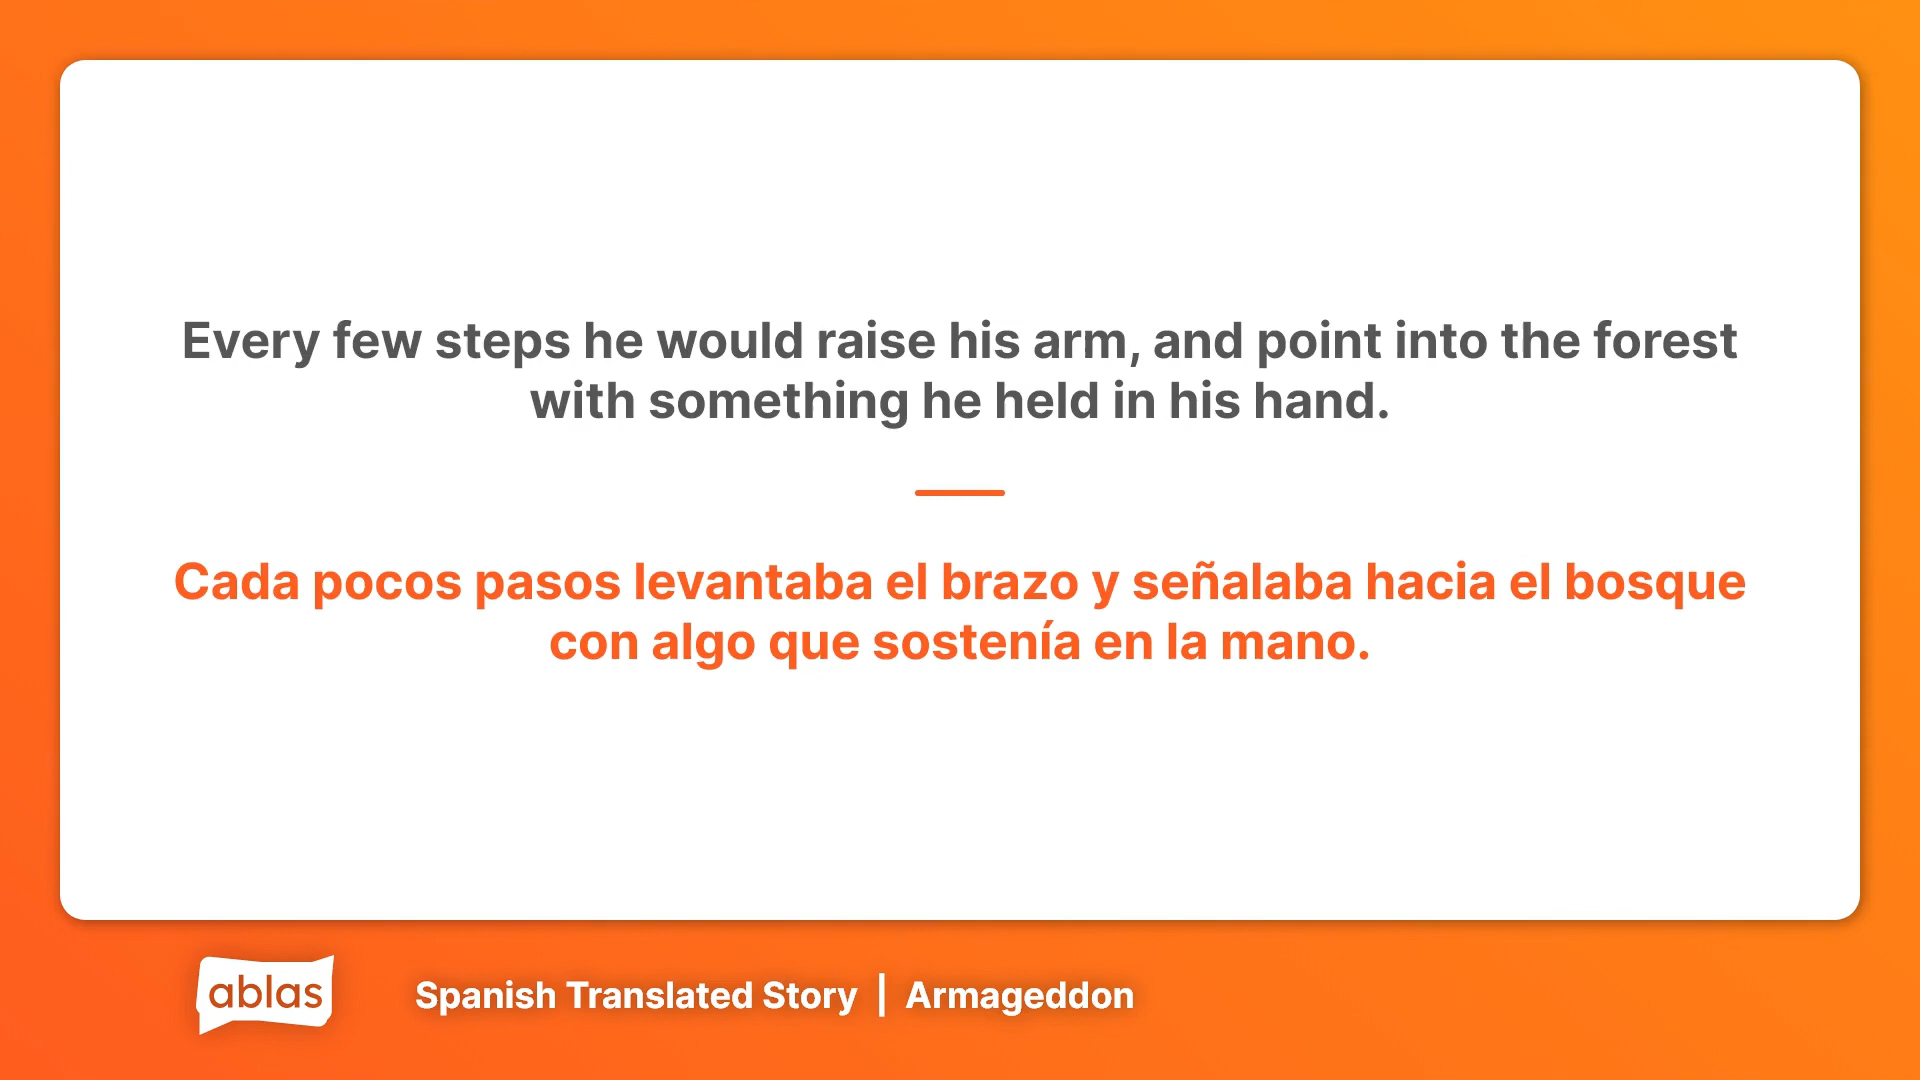 Every few steps he would raise his arm, and point into the forest
with something he held in his hand.
Cada pocos pasos levantaba el brazo y señalaba hacia el bosque
con algo que sostenía en la mano.
ablas
Spanish Translated Story | Armageddon